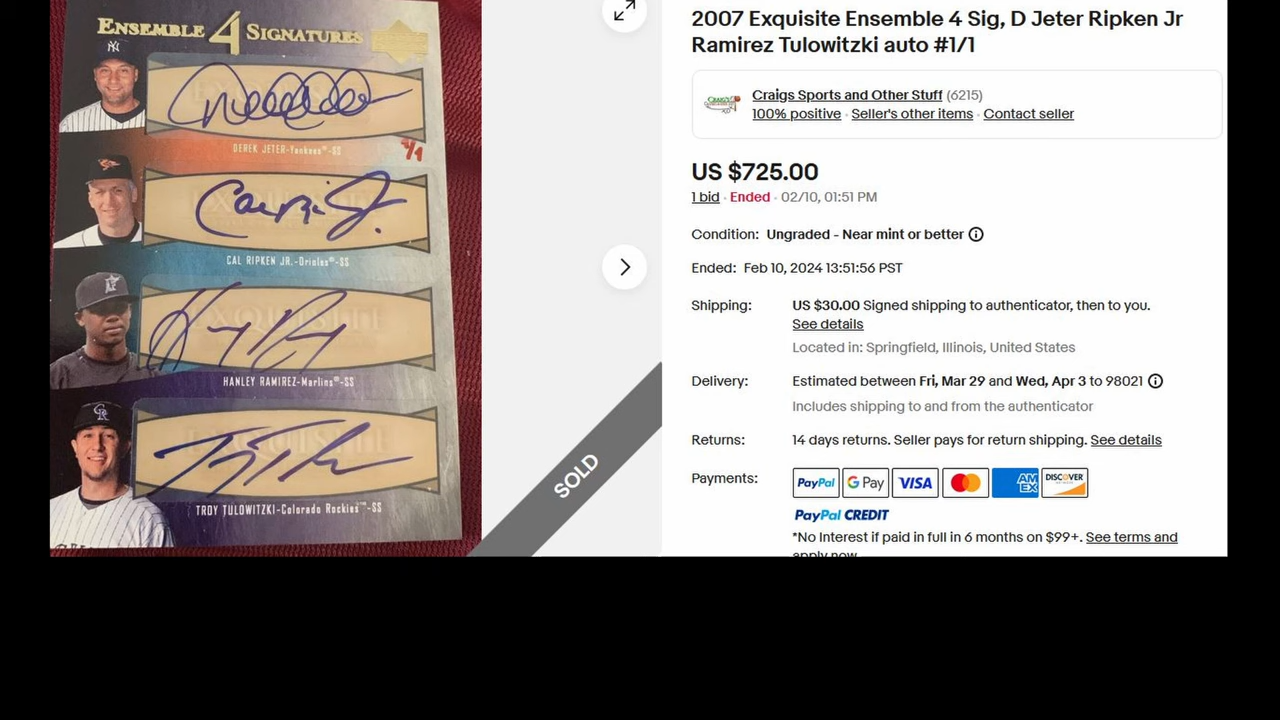 ENSEMBLE 4 SIGNATURES
DEREK JETER-Yankees®-SS
1/1
CAL RIPKEN JR.-Orioles®-SS
HANLEY RAMIREZ-Marlins®-SS
TROY TULOWITZKI-Colorado Rockies™-SS
SOLD
2007 Exquisite Ensemble 4 Sig, D Jeter Ripken Jr
Ramirez Tulowitzki auto #1/1
Craigs Sports and Other Stuff (6215)
100% positive · Seller's other items · Contact seller
US $725.00
1 bid · Ended · 02/10, 01:51 PM
Condition: Ungraded - Near mint or better
Ended: Feb 10, 2024 13:51:56 PST
Shipping: US $30.00 Signed shipping to authenticator, then to you.
See details
Located in: Springfield, Illinois, United States
Delivery: Estimated between Fri, Mar 29 and Wed, Apr 3 to 98021
Includes shipping to and from the authenticator
Returns: 14 days returns. Seller pays for return shipping. See details
Payments: PayPal G Pay VISA AM EX DISCOVER
PayPal CREDIT
*No Interest if paid in full in 6 months on $99+. See terms and
apply now